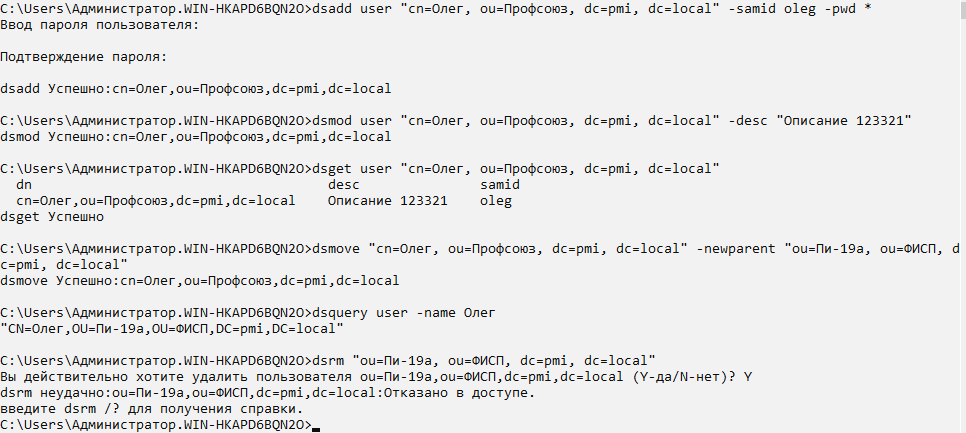 C:\Users\Администратор.WIN-HKAPD6BQN2O>dsadd user "cn=Олег, ou=Профсоюз, dc=pmi, dc=local" -samid oleg -pwd *
Ввод пароля пользователя:
Подтверждение пароля:
dsadd Успешно:cn=Олег,ou=Профсоюз,dc=pmi,dc=local
C:\Users\Администратор.WIN-HKAPD6BQN2O>dsmod user "cn=Олег, ou=Профсоюз, dc=pmi, dc=local" -desc "Описание 123321"
dsmod Успешно:cn=Олег,ou=Профсоюз,dc=pmi,dc=local
C:\Users\Администратор.WIN-HKAPD6BQN2O>dsget user "cn=Олег, ou=Профсоюз, dc=pmi, dc=local"
dn desc samid
cn=Олег,ou=Профсоюз,dc=pmi,dc=local Описание 123321 oleg
dsget Успешно
C:\Users\Администратор.WIN-HKAPD6BQN2O>dsmove "cn=Олег, ou=Профсоюз, dc=pmi, dc=local" -newparent "ou=Пи-19а, ou=ФИСП, d
c=pmi, dc=local"
dsmove Успешно:cn=Олег,ou=Профсоюз,dc=pmi,dc=local
C:\Users\Администратор.WIN-HKAPD6BQN2O>dsquery user -name Олег
"CN=Олег,OU=Пи-19а,OU=ФИСП,DC=pmi,DC=local"
C:\Users\Администратор.WIN-HKAPD6BQN2O>dsrm "ou=Пи-19а, ou=ФИСП, dc=pmi, dc=local"
Вы действительно хотите удалить пользователя ou=Пи-19а,ou=ФИСП,dc=pmi,dc=local (Y-да/N-нет)? Y
dsrm неудачно:ou=Пи-19а,ou=ФИСП,dc=pmi,dc=local:Отказано в доступе.
введите dsrm /? для получения справки.
C:\Users\Администратор.WIN-HKAPD6BQN2O>